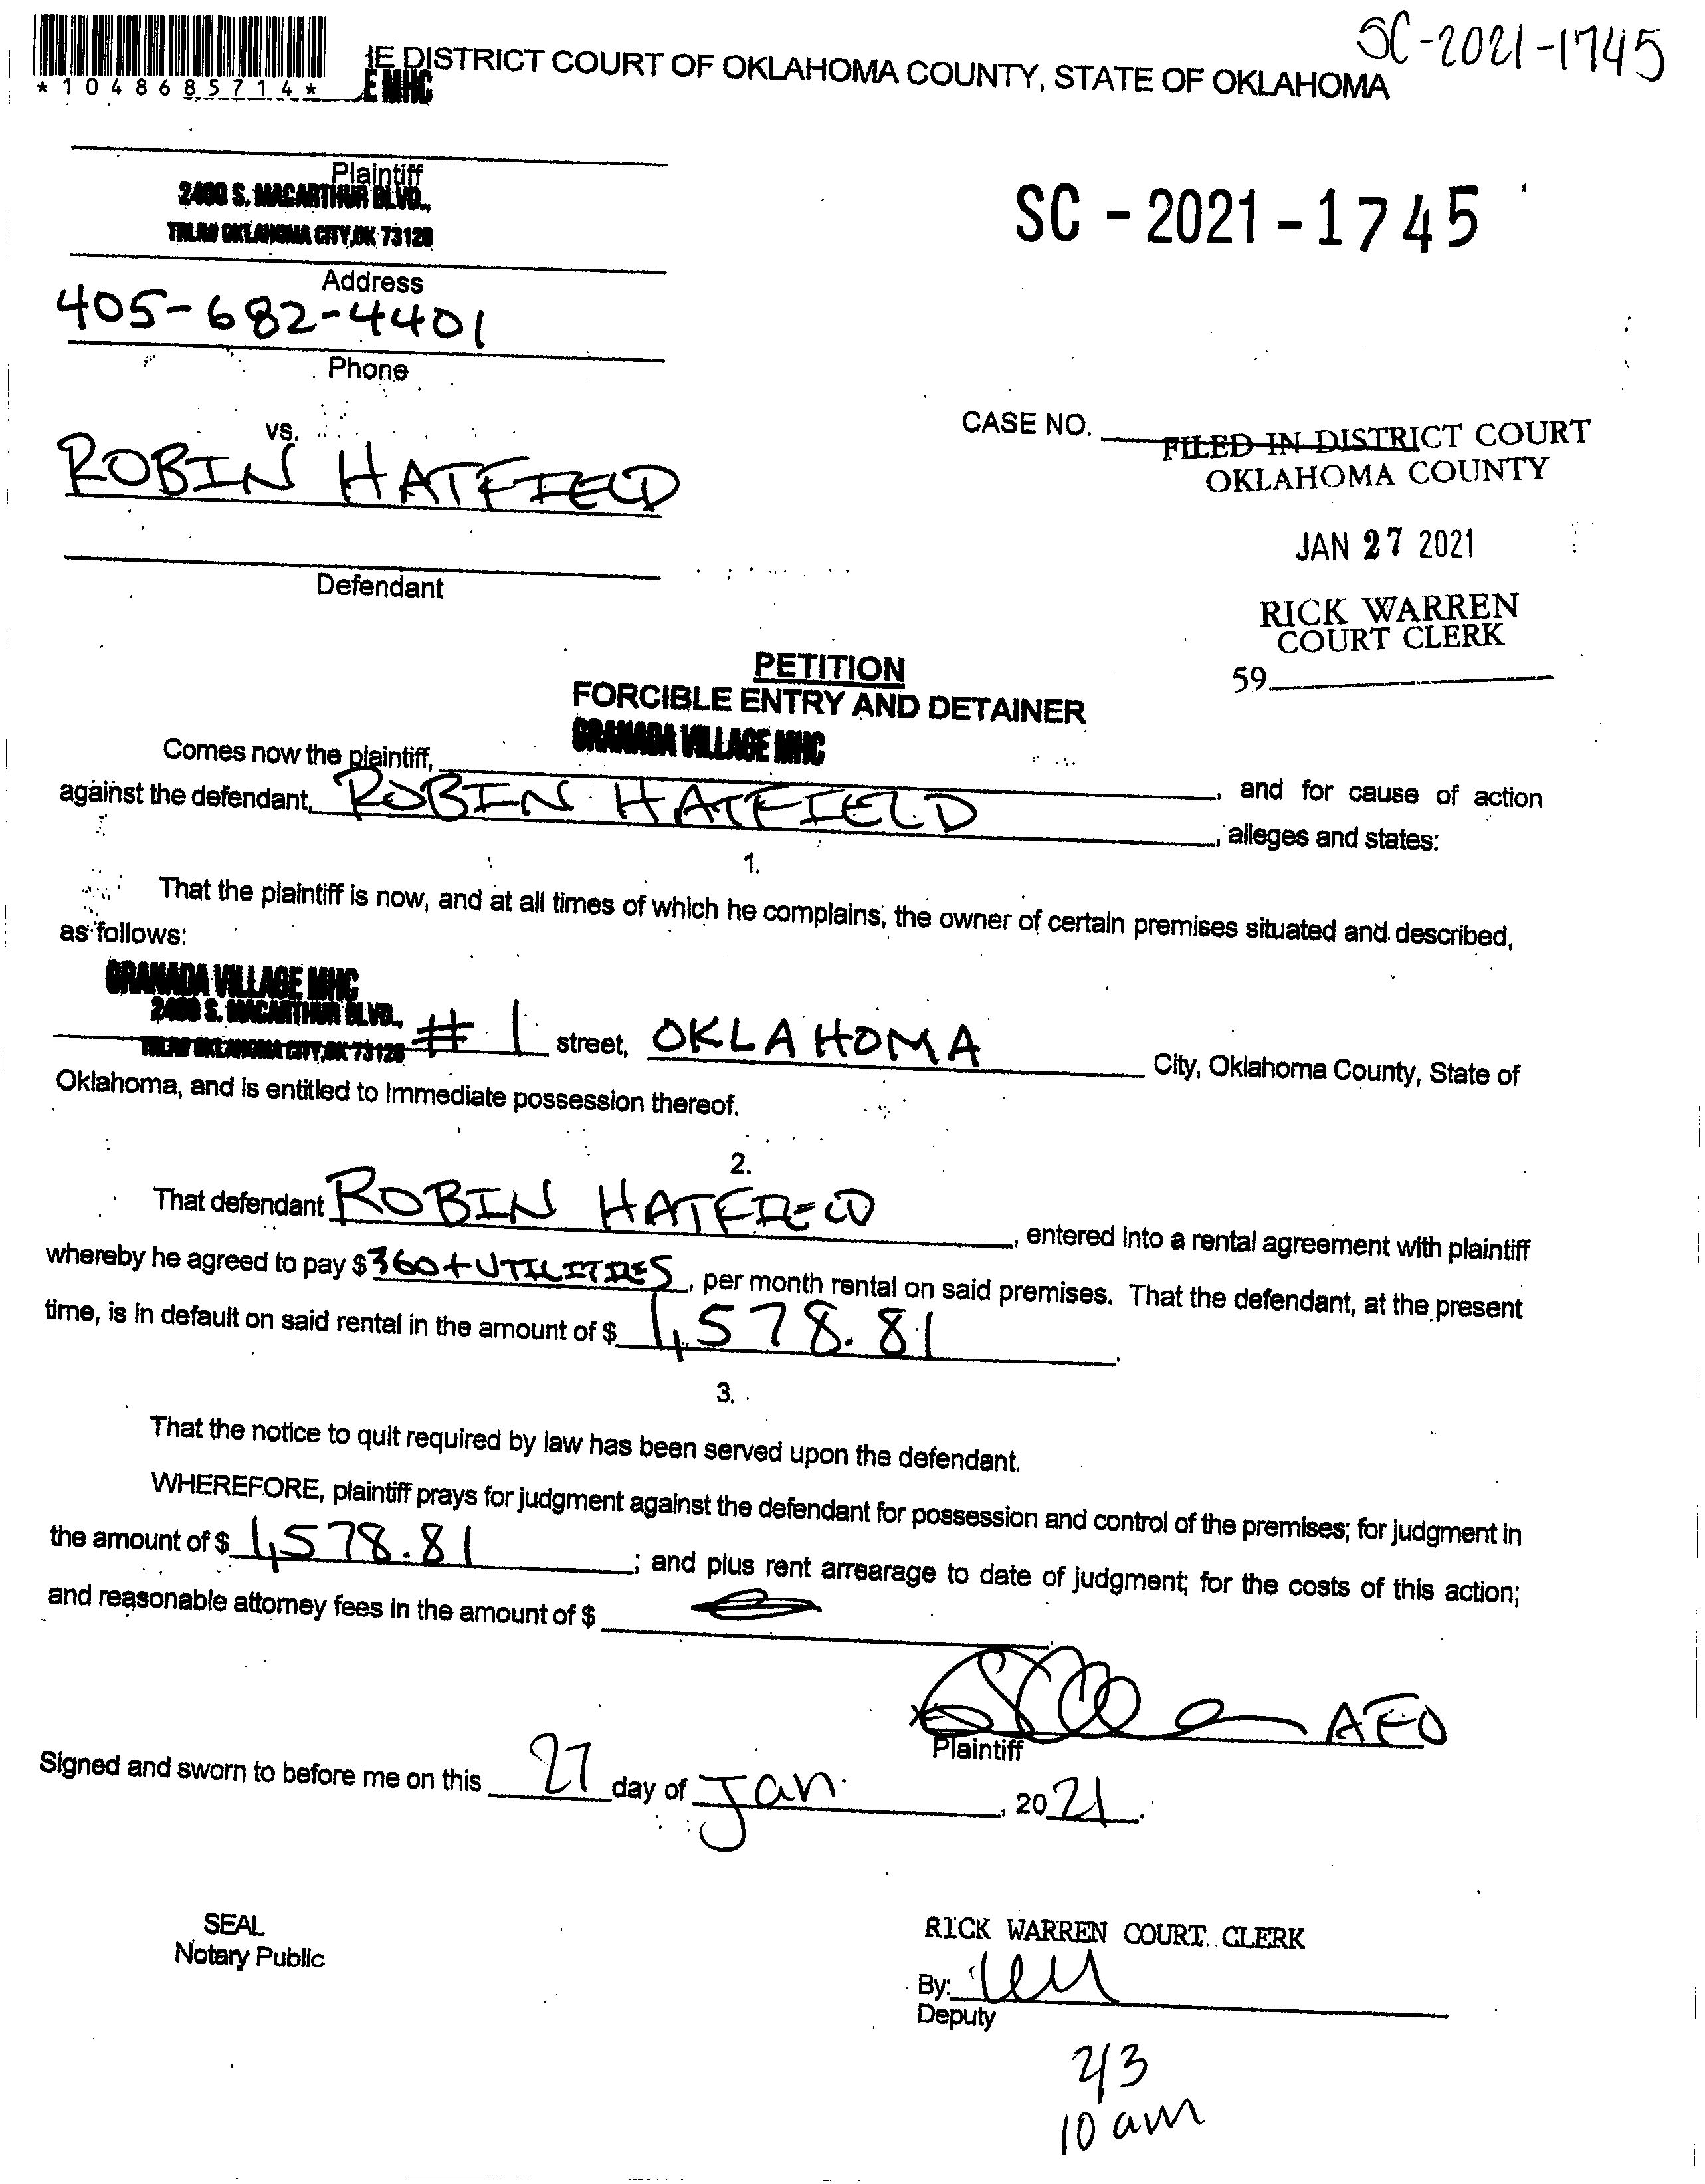 SC-2021-1745
IE DISTRICT COURT OF OKLAHOMA COUNTY, STATE OF OKLAHOMA
*1048685714*
E MHC
Plaintiff
2400 S. MACARTHUR BLVD.,
OKLAHOMA CITY, OK 73128
SC - 2021 - 1745
Address
405-682-4401
Phone
vs.
CASE NO.
FILED IN DISTRICT COURT
OKLAHOMA COUNTY
ROBIN HATFIELD
JAN 27 2021
Defendant
RICK WARREN
COURT CLERK
59
PETITION
FORCIBLE ENTRY AND DETAINER
GRANADA VILLAGE MHC
Comes now the plaintiff, , and for cause of action
against the defendant, ROBIN HATFIELD , alleges and states:
1.
That the plaintiff is now, and at all times of which he complains, the owner of certain premises situated and described,
as follows:
GRANADA VILLAGE MHC
2400 S. MACARTHUR BLVD.,
OKLAHOMA CITY, OK 73128 # 1 street, OKLAHOMA City, Oklahoma County, State of
Oklahoma, and is entitled to Immediate possession thereof.
2.
That defendant ROBIN HATFIELD , entered into a rental agreement with plaintiff
whereby he agreed to pay $ 360 + UTILITIES , per month rental on said premises. That the defendant, at the present
time, is in default on said rental in the amount of $ 1,578.81 .
3.
That the notice to quit required by law has been served upon the defendant.
WHEREFORE, plaintiff prays for judgment against the defendant for possession and control of the premises; for judgment in
the amount of $ 1,578.81 ; and plus rent arrearage to date of judgment; for the costs of this action;
and reasonable attorney fees in the amount of $ .
Plaintiff
Signed and sworn to before me on this 27 day of Jan. , 20 21 .
SEAL
Notary Public
RICK WARREN COURT CLERK
By:
Deputy
2/3
10 am